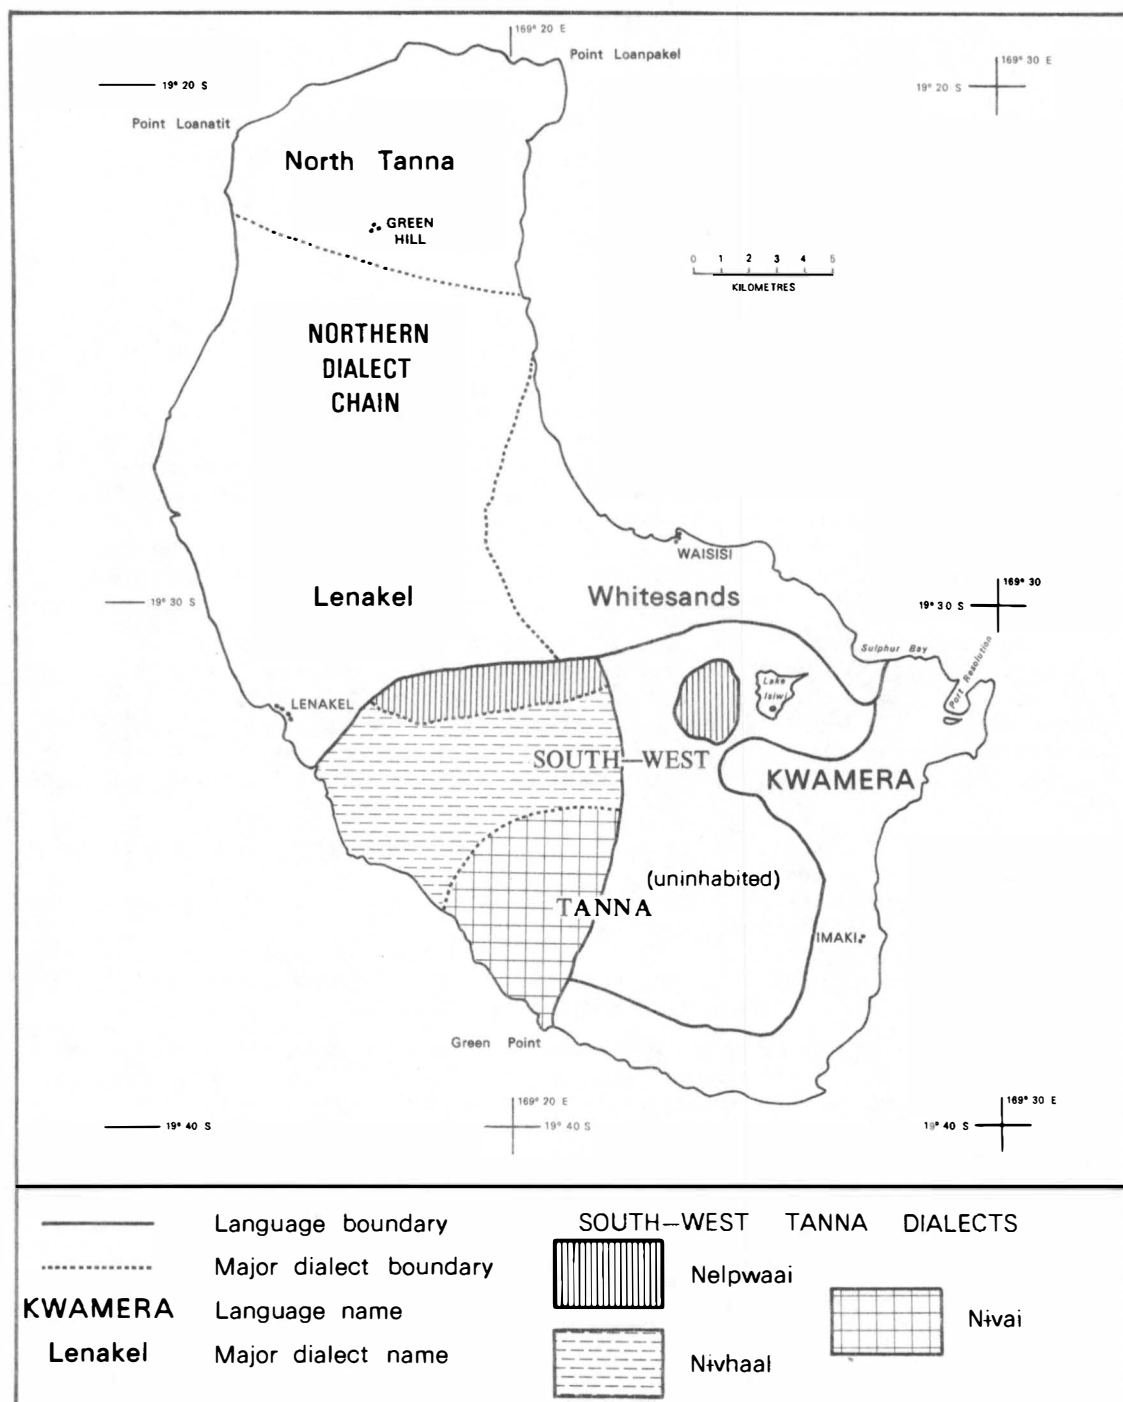 169° 20 E
Point Loanpakel
169° 30 E
19° 20 S
19° 20 S
Point Loanatit
North Tanna
GREEN
HILL
0 1 2 3 4 5
KILOMETRES
NORTHERN
DIALECT
CHAIN
WAISISI
Lenakel
Whitesands
169° 30
19° 30 S
19° 30 S
Sulphur Bay
Port Resolution
Lake
Isiwi
LENAKEL
SOUTH–WEST
KWAMERA
(uninhabited)
TANNA
IMAKI
Green Point
169° 20 E
169° 30 E
19° 40 S
19° 40 S
19° 40 S
Language boundary
SOUTH–WEST TANNA DIALECTS
Major dialect boundary
Nelpwaai
KWAMERA Language name
Nɨvai
Lenakel Major dialect name
Nɨvhaal